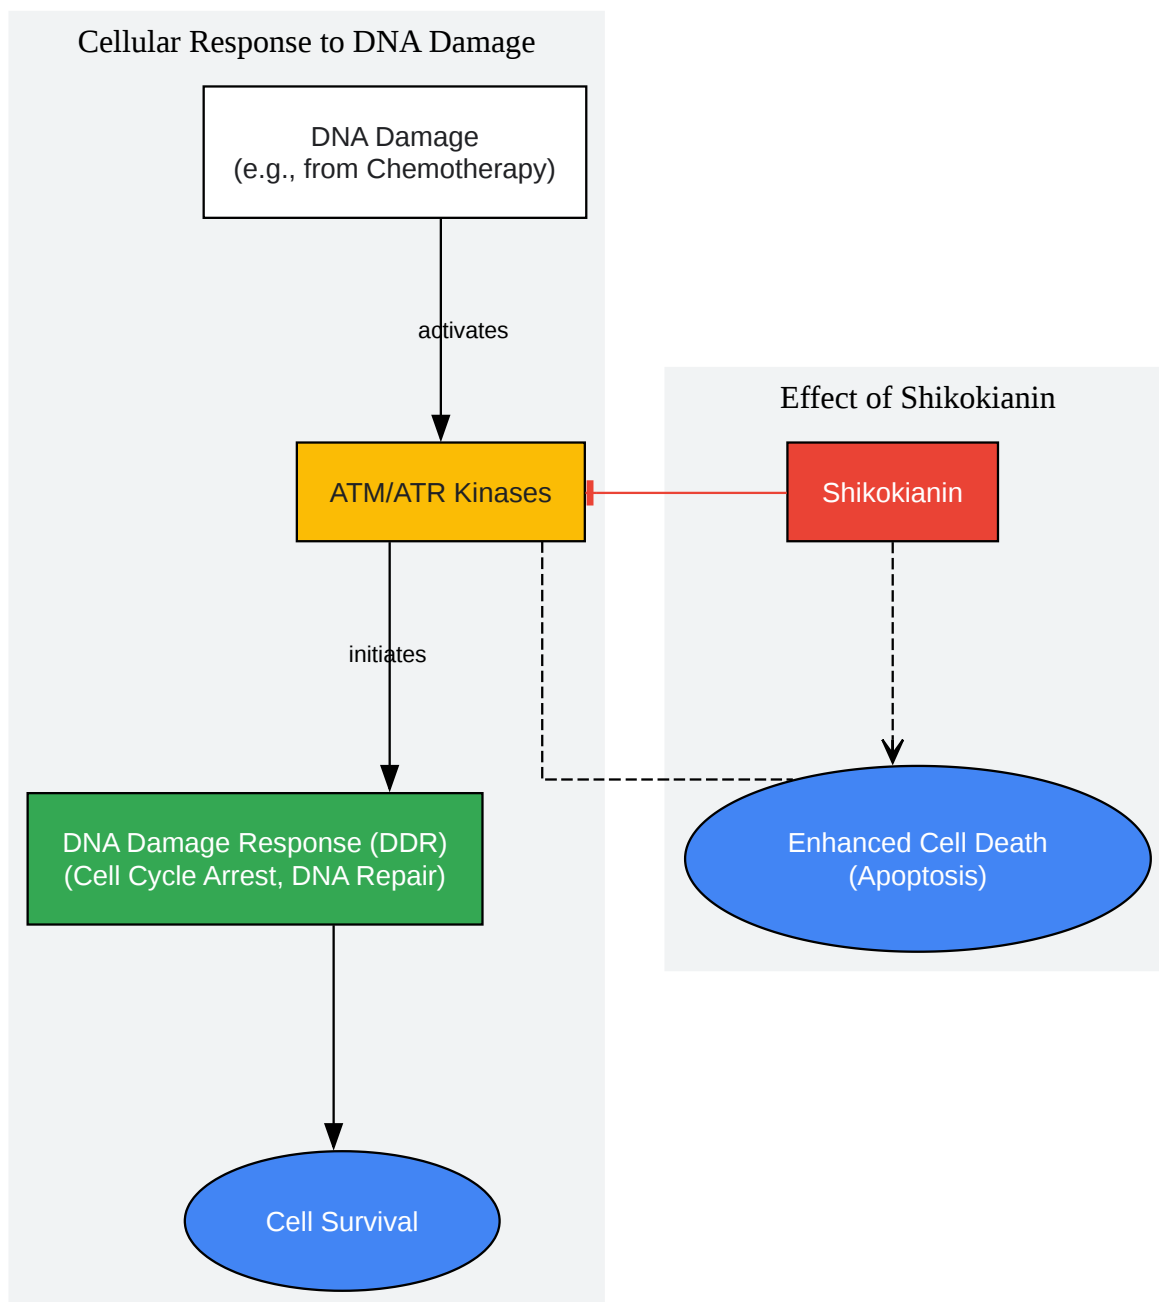 Cellular Response to DNA Damage
DNA Damage
(e.g., from Chemotherapy)
activates
Effect of Shikokianin
ATM/ATR Kinases
Shikokianin
initiates
DNA Damage Response (DDR)
(Cell Cycle Arrest, DNA Repair)
Enhanced Cell Death
(Apoptosis)
Cell Survival